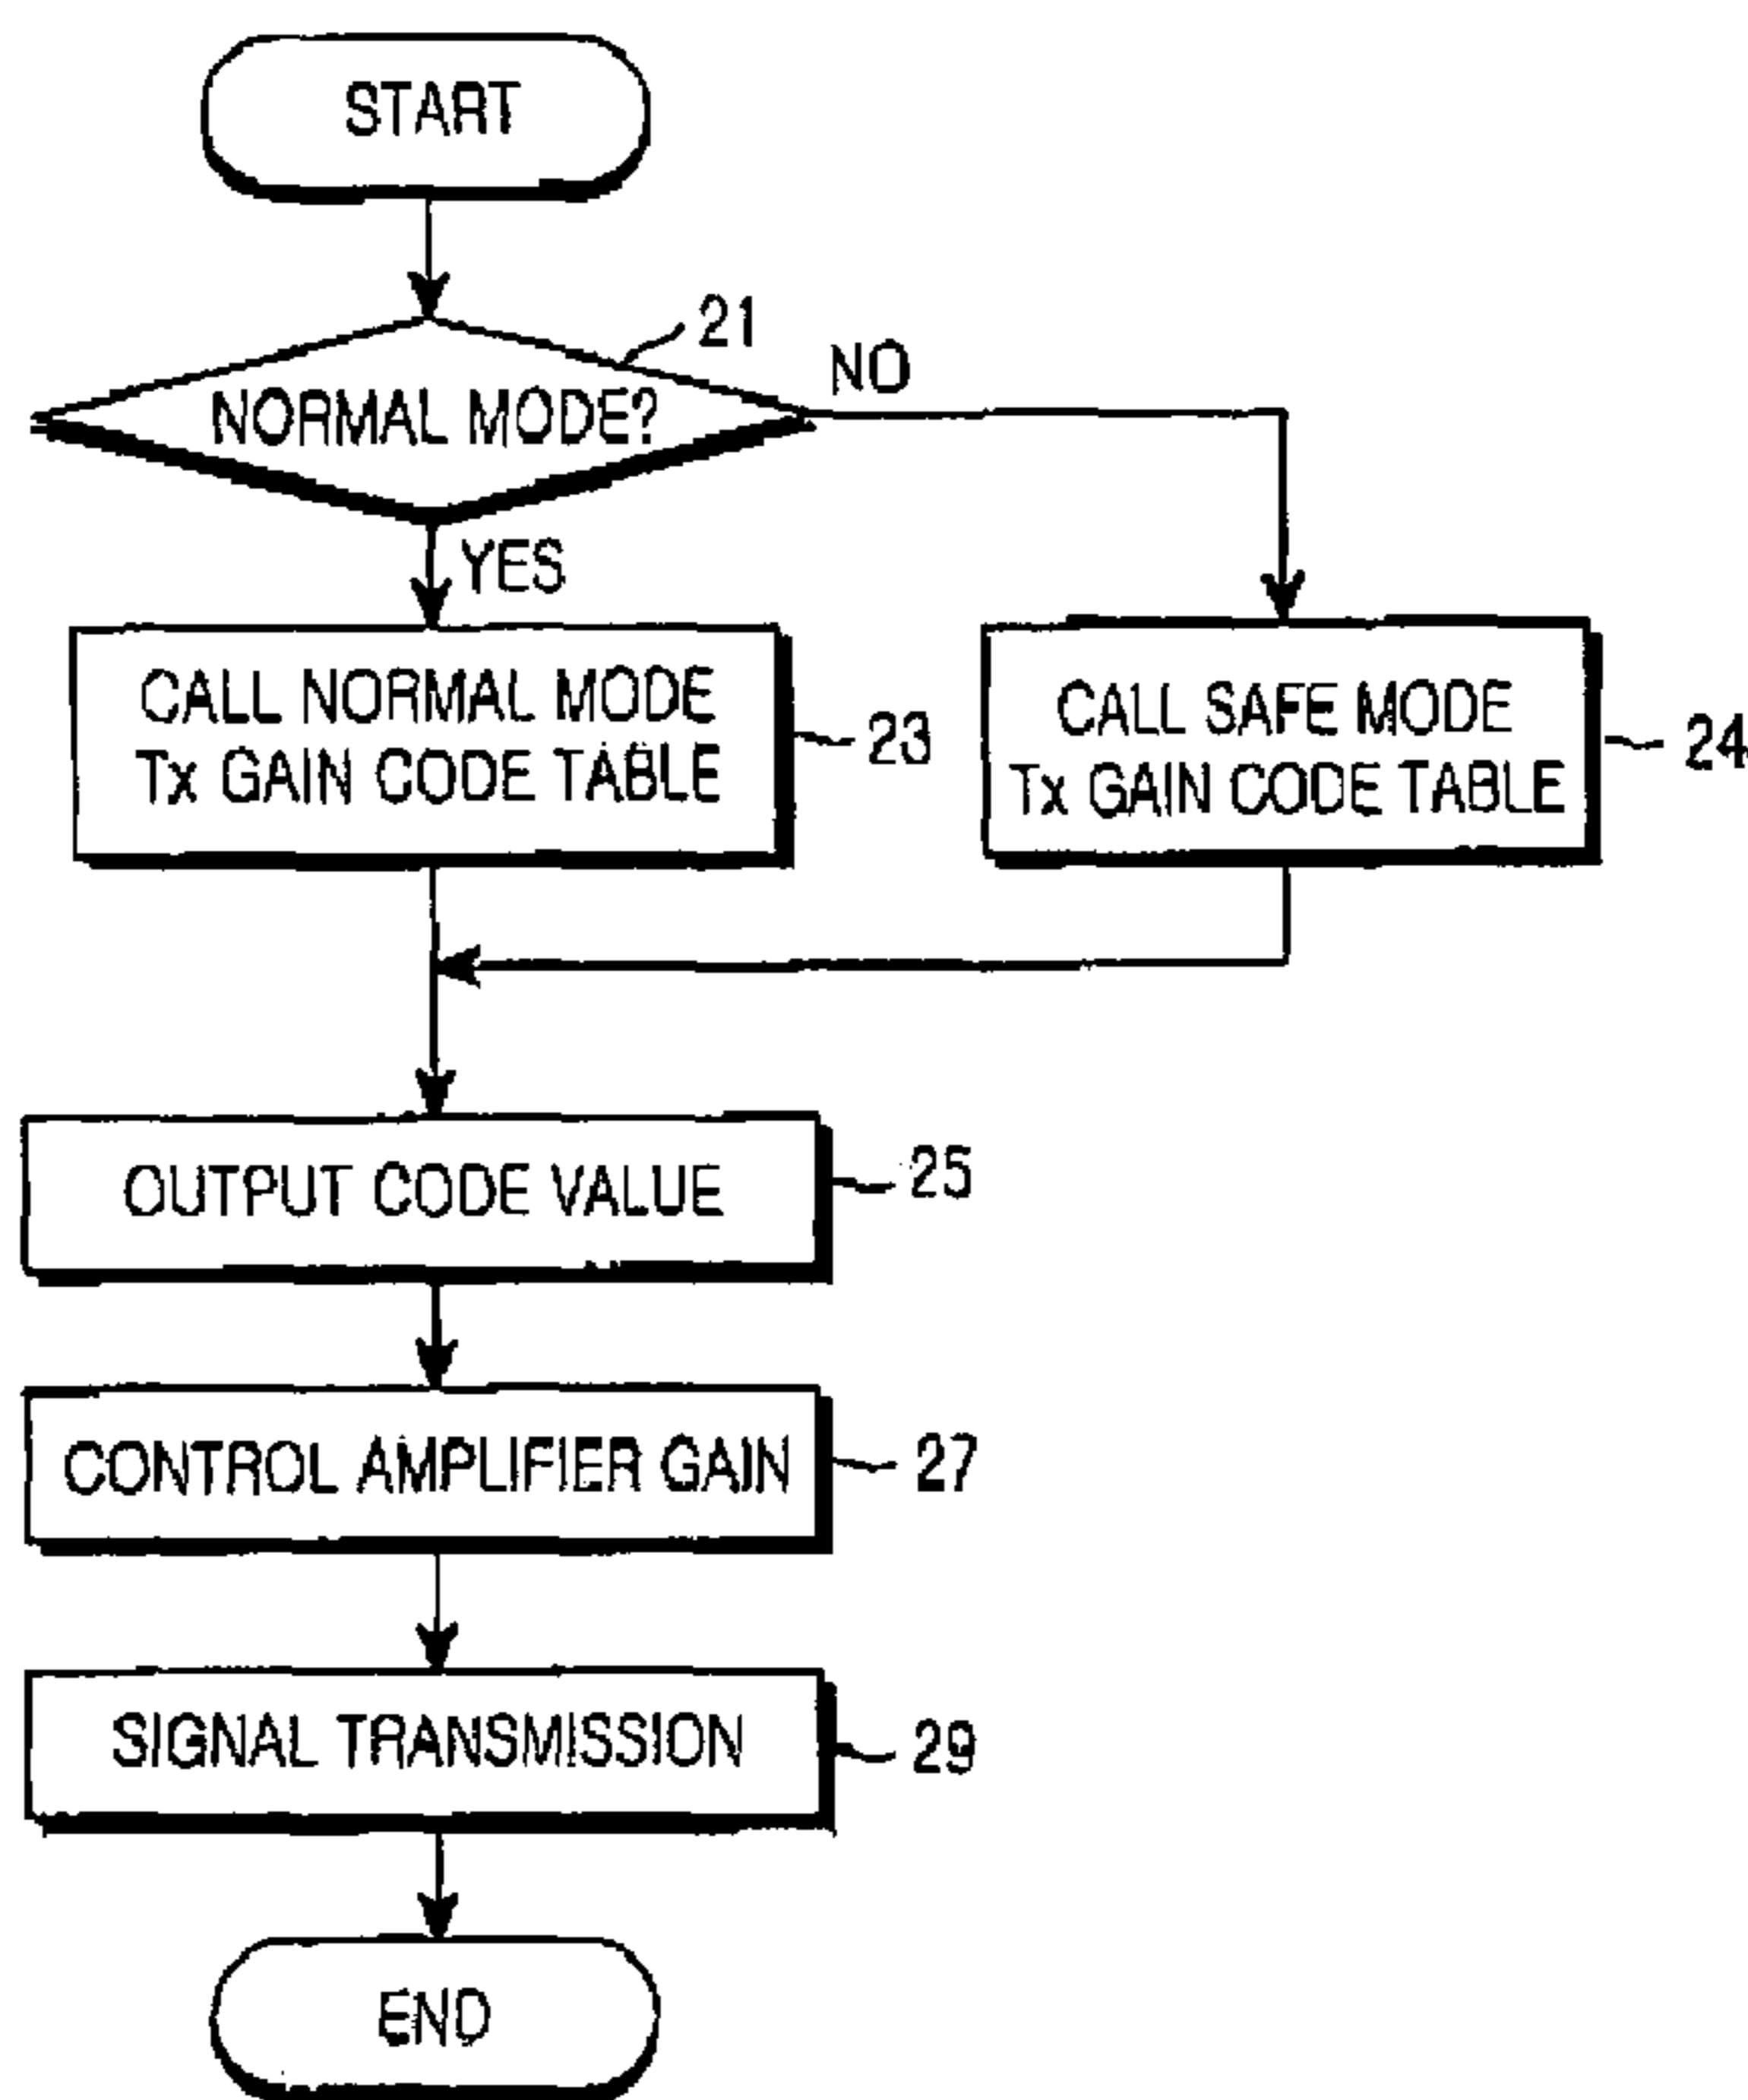 START
21
NORMAL MODE?
NO
YES
CALL NORMAL MODE
Tx GAIN CODE TABLE
23
CALL SAFE MODE
Tx GAIN CODE TABLE
24
OUTPUT CODE VALUE
25
CONTROL AMPLIFIER GAIN
27
SIGNAL TRANSMISSION
29
END